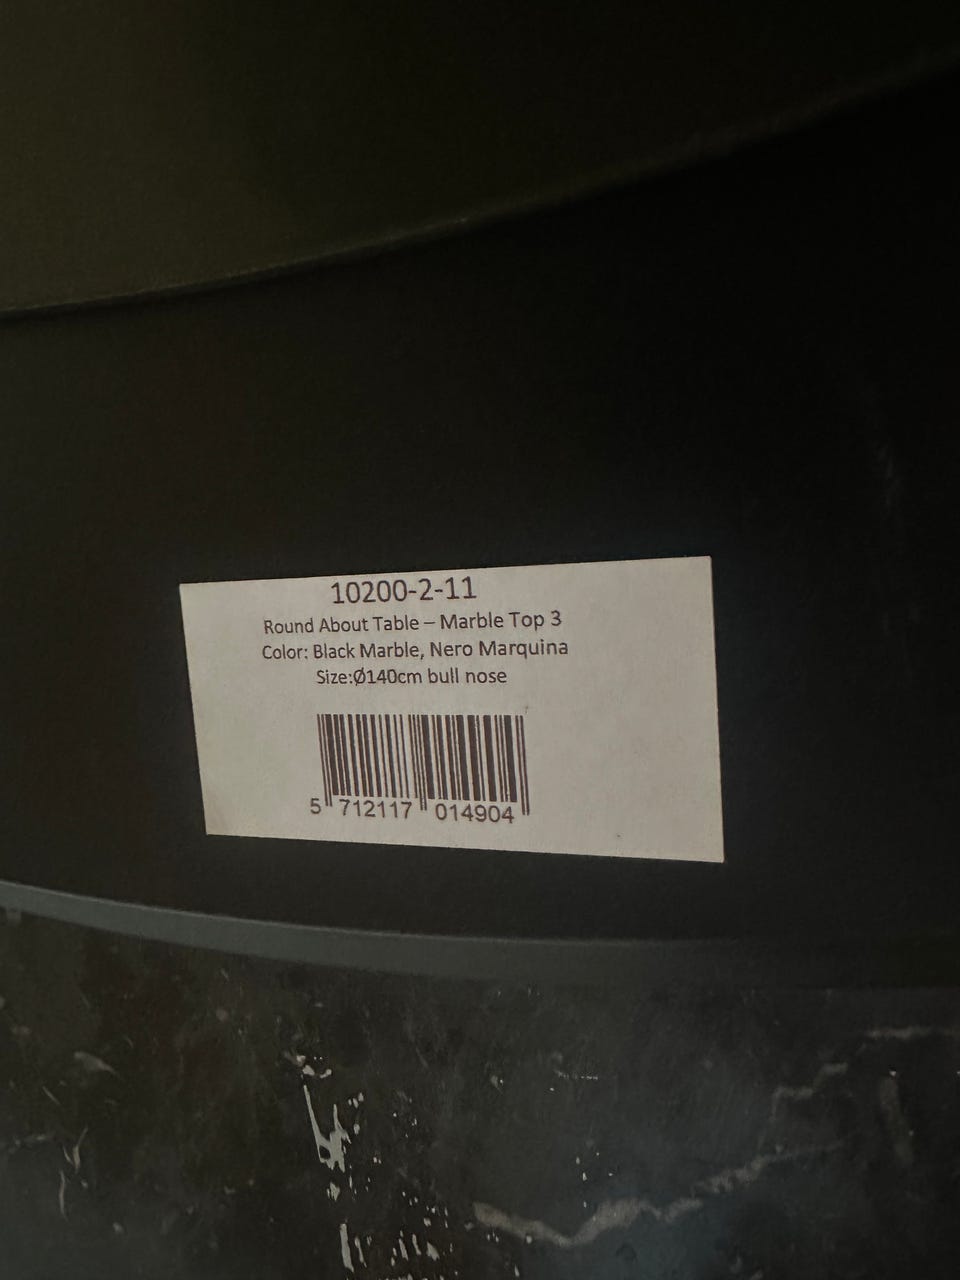 10200-2-11
Round About Table – Marble Top 3
Color: Black Marble, Nero Marquina
Size:Ø140cm bull nose
5 712117 014904